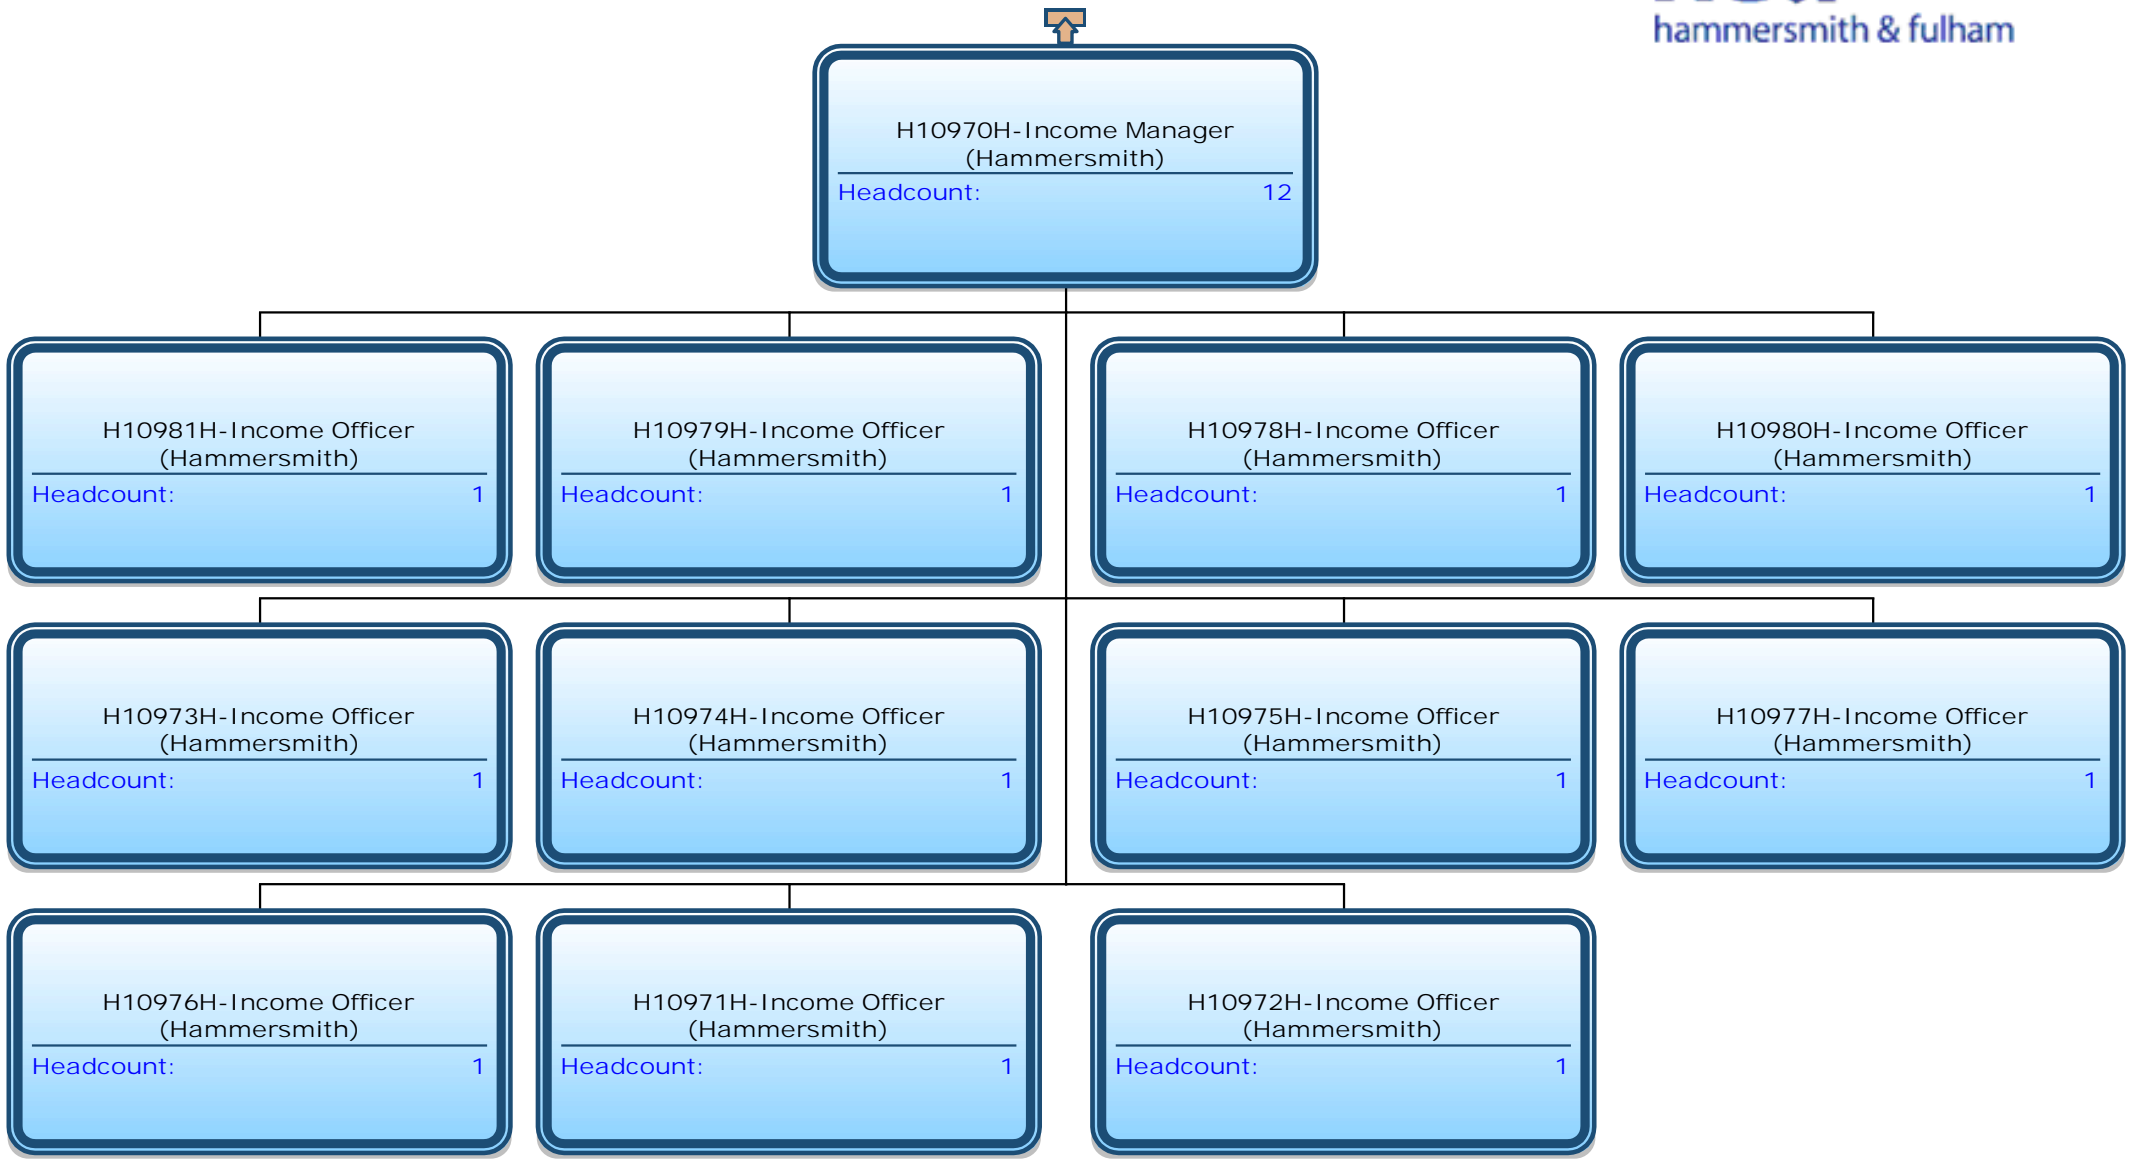 hammersmith & fulham
H10970H-Income Manager
(Hammersmith)
Headcount: 12
H10981H-Income Officer
(Hammersmith)
Headcount: 1
H10979H-Income Officer
(Hammersmith)
Headcount: 1
H10978H-Income Officer
(Hammersmith)
Headcount: 1
H10980H-Income Officer
(Hammersmith)
Headcount: 1
H10973H-Income Officer
(Hammersmith)
Headcount: 1
H10974H-Income Officer
(Hammersmith)
Headcount: 1
H10975H-Income Officer
(Hammersmith)
Headcount: 1
H10977H-Income Officer
(Hammersmith)
Headcount: 1
H10976H-Income Officer
(Hammersmith)
Headcount: 1
H10971H-Income Officer
(Hammersmith)
Headcount: 1
H10972H-Income Officer
(Hammersmith)
Headcount: 1